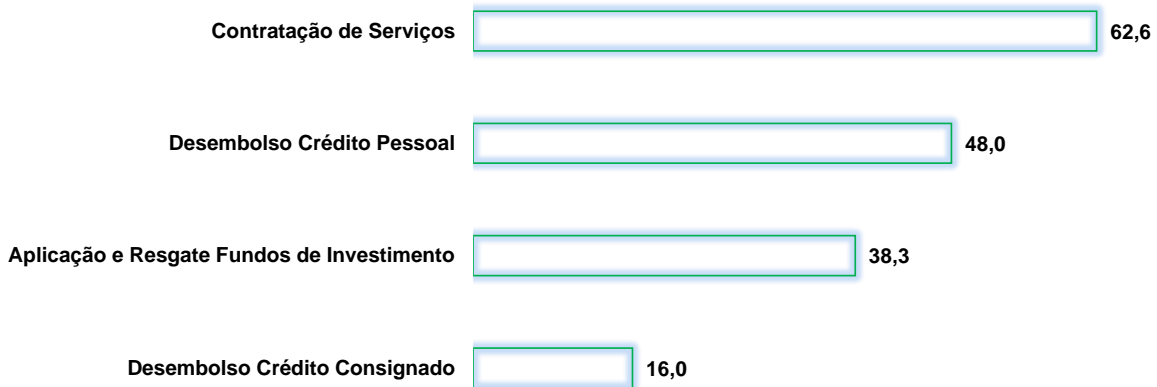 Contratação de Serviços 62,6
Desembolso Crédito Pessoal 48,0
Aplicação e Resgate Fundos de Investimento 38,3
Desembolso Crédito Consignado 16,0